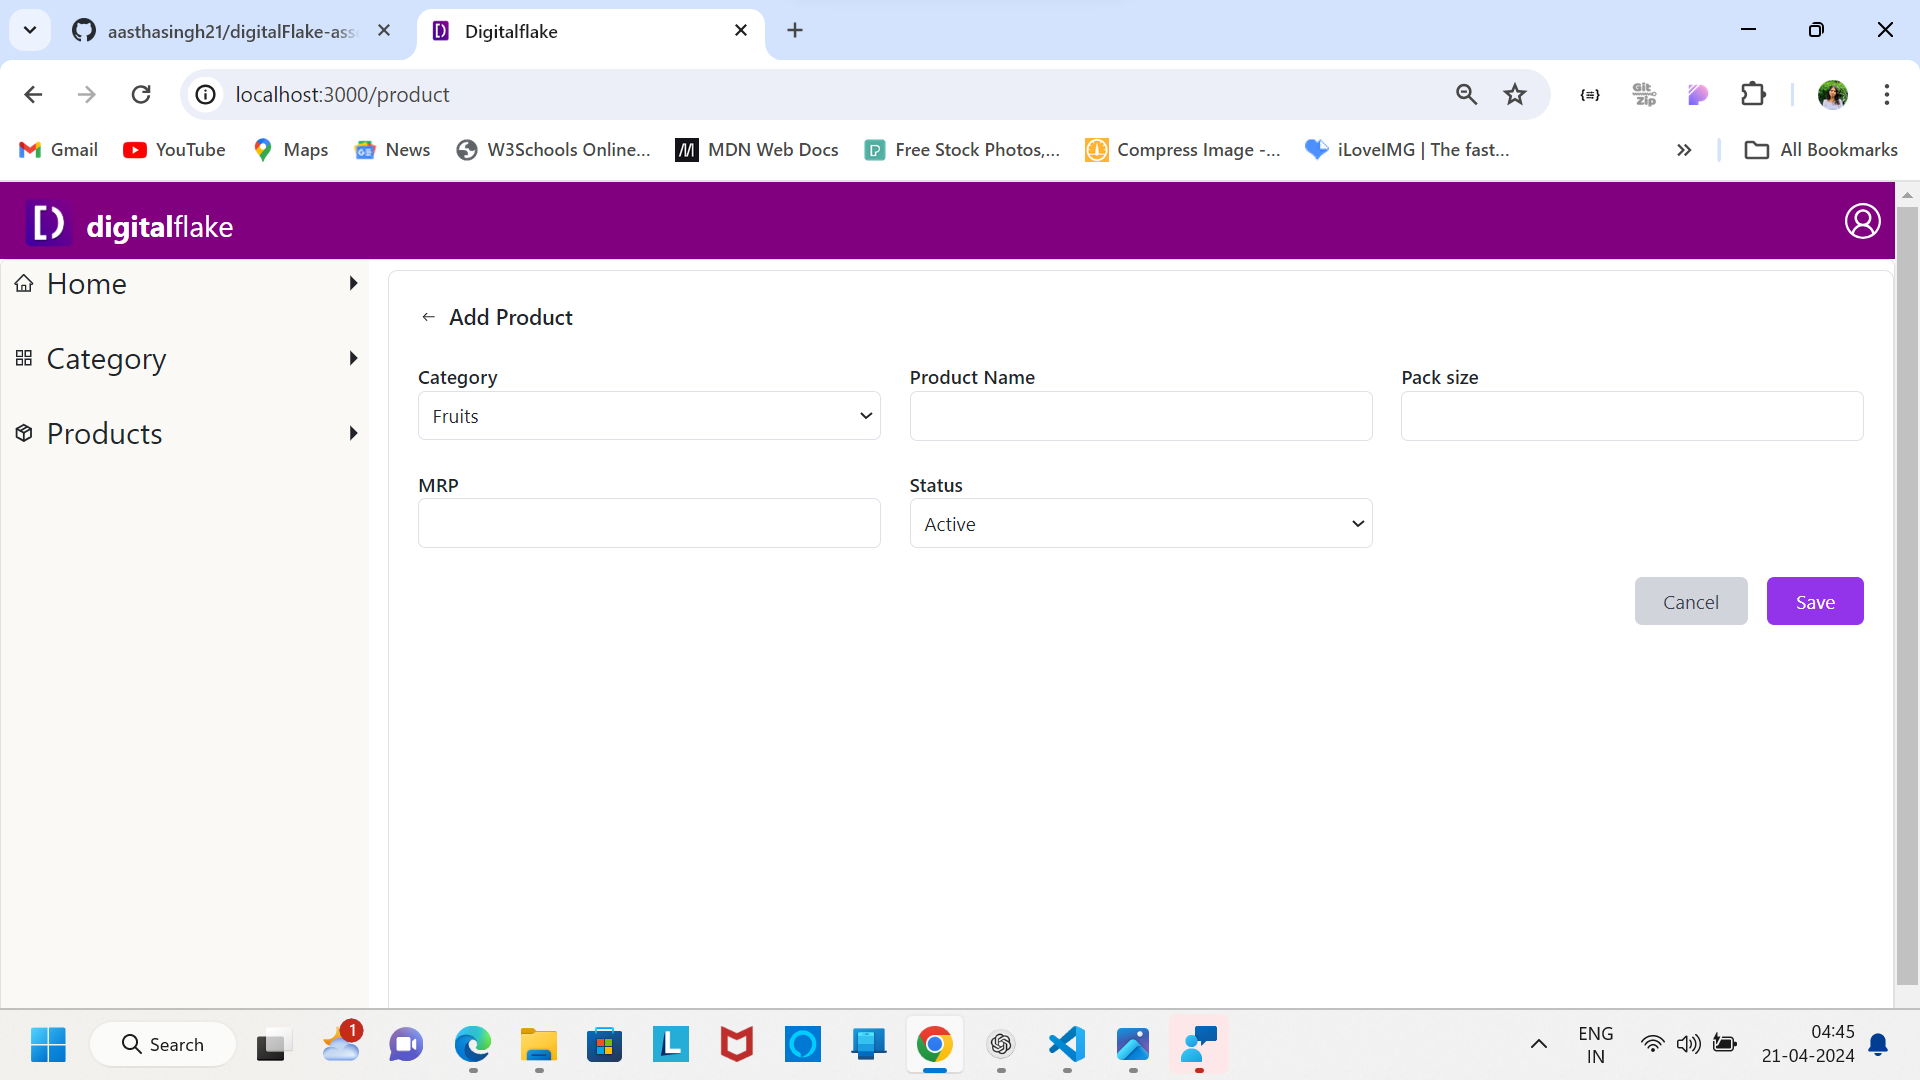 aasthasingh21/digitalFlake-ass
Digitalflake
localhost:3000/product
Git
Zip
Gmail
YouTube
Maps
News
W3Schools Online...
MDN Web Docs
Free Stock Photos,...
Compress Image -...
iLoveIMG | The fast...
All Bookmarks
digitalflake
Home
Category
Products
← Add Product
Category
Product Name
Pack size
Fruits
MRP
Status
Active
Cancel
Save
Search
1
ENG
IN
04:45
21-04-2024